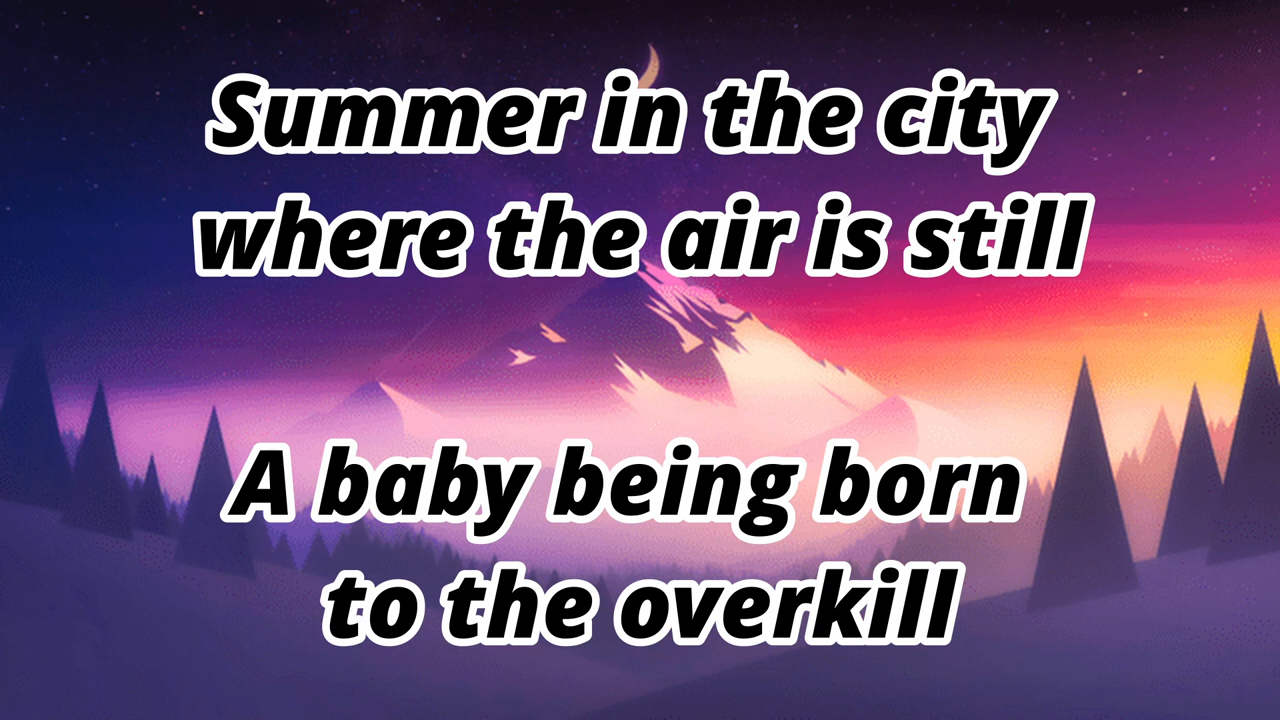 Summer in the city
where the air is still
A baby being born
to the overkill